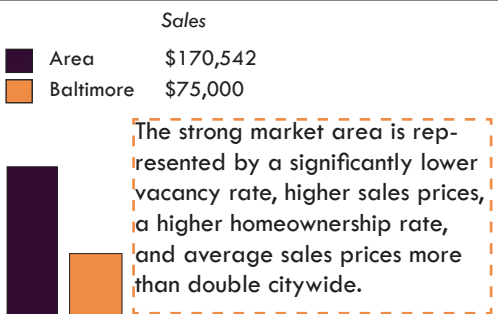 Sales
Area $170,542
Baltimore $75,000
The strong market area is rep-
resented by a significantly lower
vacancy rate, higher sales prices,
a higher homeownership rate,
and average sales prices more
than double citywide.